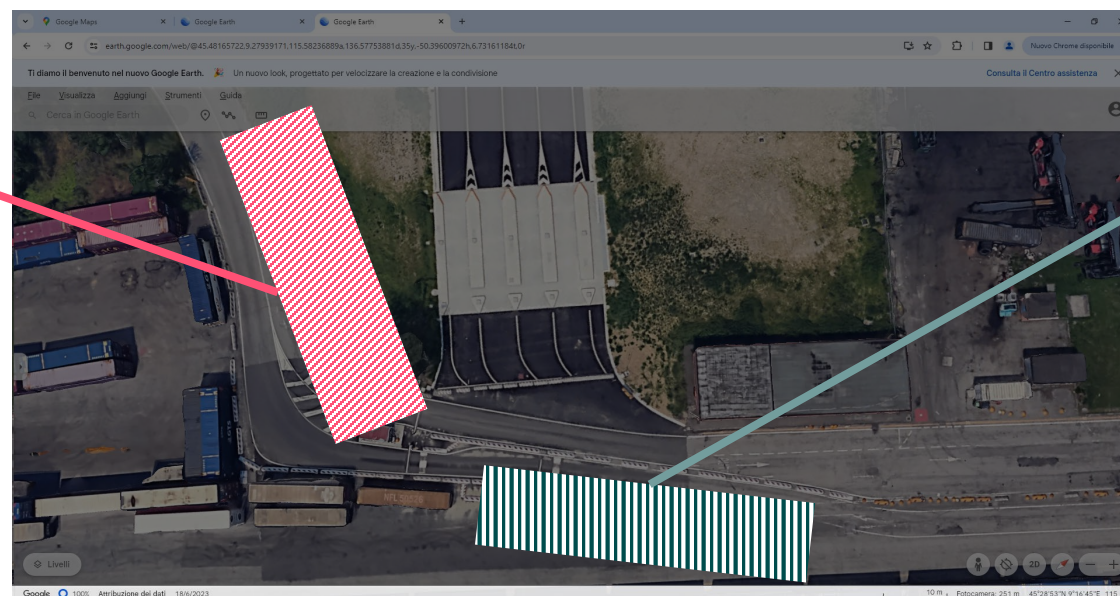 Google Maps
Google Earth
Google Earth
earth.google.com/web/@45.48165722,9.27939171,115.58236889a,136.57753881d,35y,-50.39600972h,6.73161184t,0r
Nuovo Chrome disponibile
Ti diamo il benvenuto nel nuovo Google Earth. Un nuovo look, progettato per velocizzare la creazione e la condivisione
Consulta il Centro assistenza
File Visualizza Aggiungi Strumenti Guida
Cerca in Google Earth
Livelli
2D
Google 100% Attribuzione dei dati 18/6/2023
10 m Fotocamera: 251 m 45°28'53"N 9°16'45"E 115